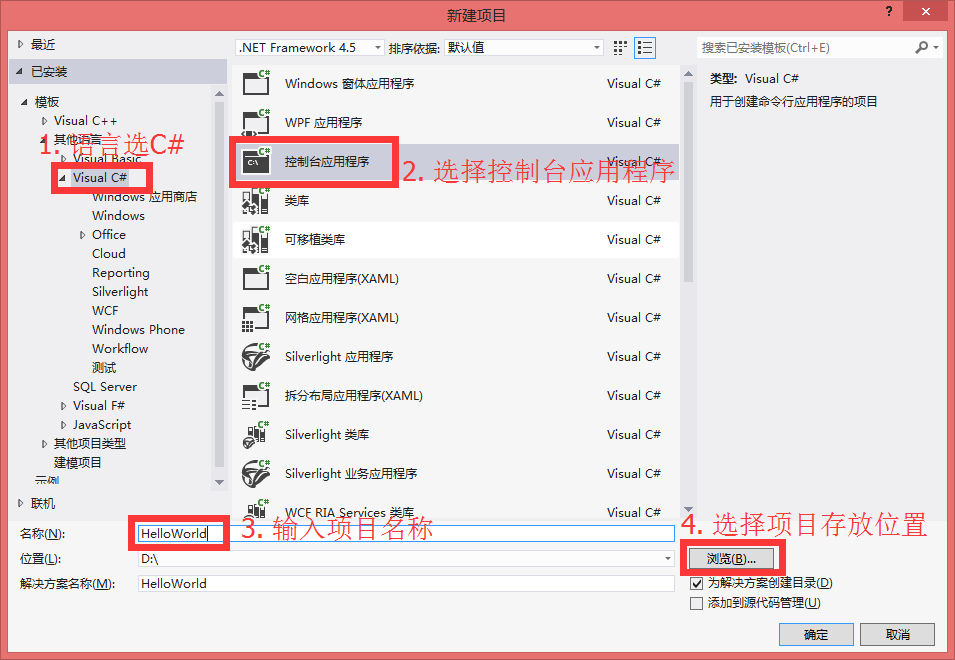 新建项目
?
最近
.NET Framework 4.5 排序依据: 默认值
搜索已安装模板(Ctrl+E)
已安装
模板
Visual C++
其他语言
1. 语言选C#
Visual Basic
Visual C#
Windows 应用商店
Windows
Office
Cloud
Reporting
Silverlight
WCF
Windows Phone
Workflow
测试
SQL Server
Visual F#
JavaScript
其他项目类型
建模项目
示例
联机
Windows 窗体应用程序 Visual C#
WPF 应用程序 Visual C#
控制台应用程序 Visual C#
2. 选择控制台应用程序
类库 Visual C#
可移植类库 Visual C#
空白应用程序(XAML) Visual C#
网格应用程序(XAML) Visual C#
Silverlight 应用程序 Visual C#
拆分布局应用程序(XAML) Visual C#
Silverlight 类库 Visual C#
Silverlight 业务应用程序 Visual C#
WCF RIA Services 类库 Visual C#
类型: Visual C#
用于创建命令行应用程序的项目
名称(N): HelloWorld
3. 输入项目名称
4. 选择项目存放位置
位置(L): D:\
浏览(B)...
解决方案名称(M): HelloWorld
为解决方案创建目录(D)
添加到源代码管理(U)
确定 取消